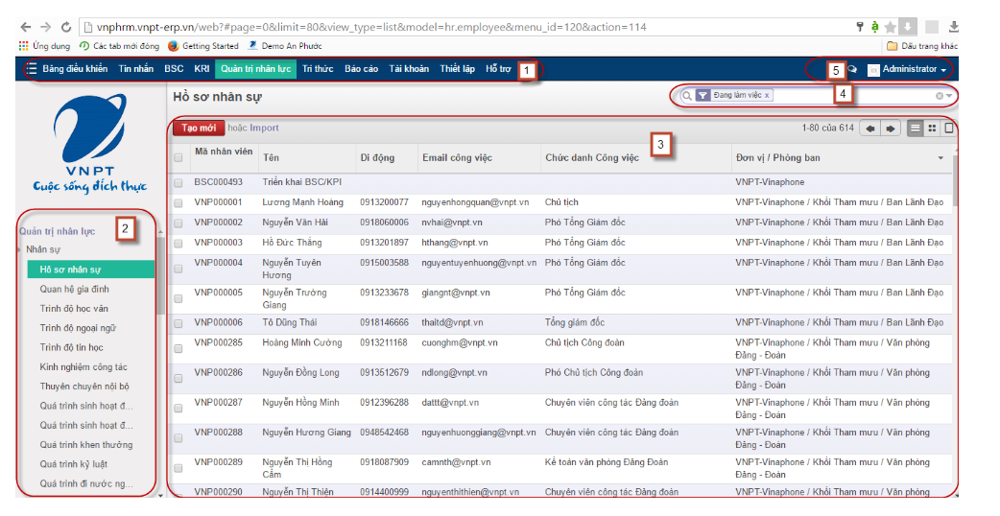 vnphrm.vnpt-erp.vn/web?#page=0&limit=80&view_type=list&model=hr.employee&menu_id=120&action=114
Ứng dụng Các tab mới đóng Getting Started Demo An Phước Dấu trang khác
Bảng điều khiển Tin nhắn BSC KRI Quản trị nhân lực Tri thức Báo cáo Tài khoản Thiết lập Hỗ trợ 1 5 Administrator
Hồ sơ nhân sự Đang làm việc x 4
Tạo mới hoặc Import 3 1-80 của 614
Mã nhân viên Tên Di động Email công việc Chức danh Công việc Đơn vị / Phòng ban
BSC000493 Triển khai BSC/KPI VNPT-Vinaphone
VNP000001 Lương Mạnh Hoàng 0913200077 nguyenhongquan@vnpt.vn Chủ tịch VNPT-Vinaphone / Khối Tham mưu / Ban Lãnh Đạo
VNP000002 Nguyễn Văn Hải 0918060006 nvhai@vnpt.vn Phó Tổng Giám đốc VNPT-Vinaphone / Khối Tham mưu / Ban Lãnh Đạo
VNP000003 Hồ Đức Thắng 0913201897 hthang@vnpt.vn Phó Tổng Giám đốc VNPT-Vinaphone / Khối Tham mưu / Ban Lãnh Đạo
VNP000004 Nguyễn Tuyên Hương 0915003588 nguyentuyenhuong@vnpt.vn Phó Tổng Giám đốc VNPT-Vinaphone / Khối Tham mưu / Ban Lãnh Đạo
VNP000005 Nguyễn Trường Giang 0913233678 giangnt@vnpt.vn Phó Tổng Giám đốc VNPT-Vinaphone / Khối Tham mưu / Ban Lãnh Đạo
VNP000006 Tô Dũng Thái 0918146666 thaitd@vnpt.vn Tổng giám đốc VNPT-Vinaphone / Khối Tham mưu / Ban Lãnh Đạo
VNP000285 Hoàng Minh Cường 0913211168 cuonghm@vnpt.vn Chủ tịch Công đoàn VNPT-Vinaphone / Khối Tham mưu / Văn phòng Đảng - Đoàn
VNP000286 Nguyễn Đồng Long 0913512679 ndlong@vnpt.vn Phó Chủ tịch Công đoàn VNPT-Vinaphone / Khối Tham mưu / Văn phòng Đảng - Đoàn
VNP000287 Nguyễn Hồng Minh 0912396288 dattt@vnpt.vn Chuyên viên công tác Đảng đoàn VNPT-Vinaphone / Khối Tham mưu / Văn phòng Đảng - Đoàn
VNP000288 Nguyễn Hương Giang 0948542468 nguyenhuonggiang@vnpt.vn Chuyên viên công tác Đảng đoàn VNPT-Vinaphone / Khối Tham mưu / Văn phòng Đảng - Đoàn
VNP000289 Nguyễn Thị Hồng Cẩm 0918087909 camnth@vnpt.vn Kế toán văn phòng Đảng Đoàn VNPT-Vinaphone / Khối Tham mưu / Văn phòng Đảng - Đoàn
VNP000290 Nguyễn Thị Thiện 0914400999 nguyenthithien@vnpt.vn Chuyên viên công tác Đảng đoàn VNPT-Vinaphone / Khối Tham mưu / Văn phòng
VNPT
Cuộc sống đích thực
Quản trị nhân lực 2
Nhân sự
Hồ sơ nhân sự
Quan hệ gia đình
Trình độ học vấn
Trình độ ngoại ngữ
Trình độ tin học
Kinh nghiệm công tác
Thuyên chuyển nội bộ
Quá trình sinh hoạt đ...
Quá trình sinh hoạt đ...
Quá trình khen thưởng
Quá trình kỷ luật
Quá trình đi nước ng...